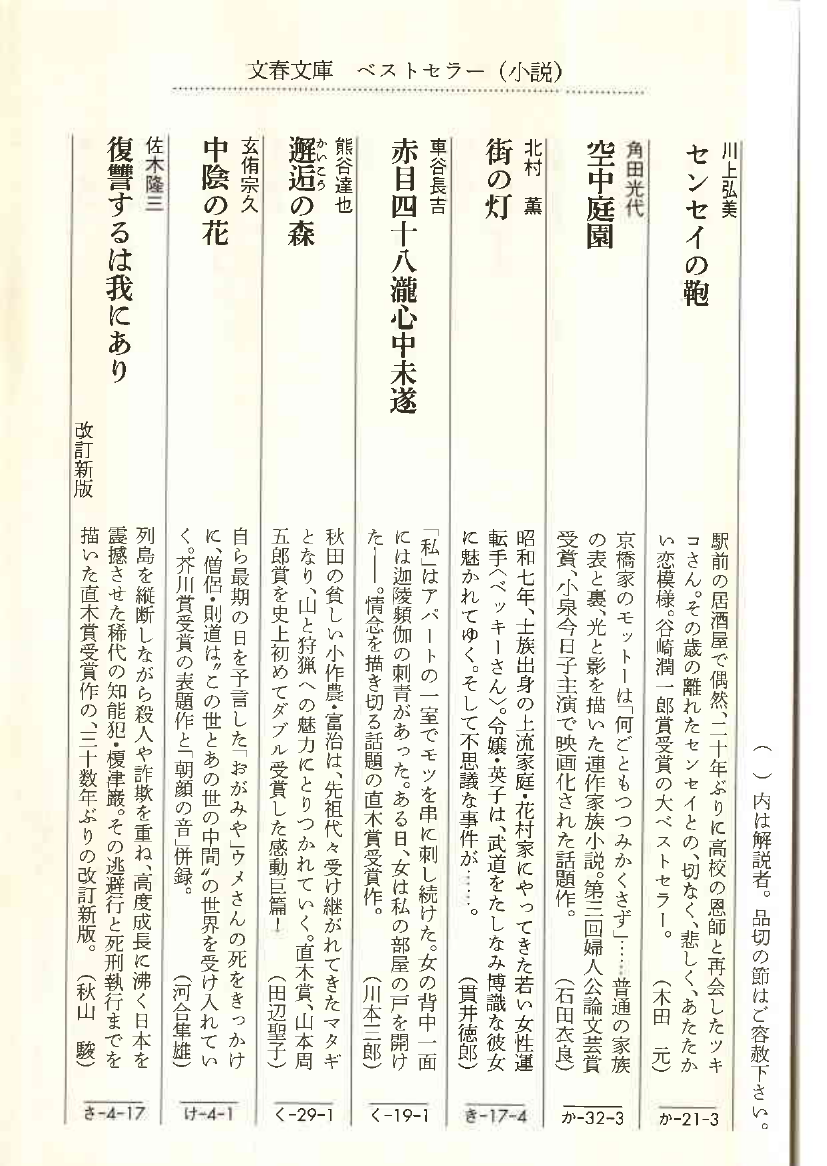 文春文庫　ベストセラー（小説）
（　）内は解説者。品切の節はご容赦下さい。
川上弘美
センセイの鞄
駅前の居酒屋で偶然、二十年ぶりに高校の恩師と再会したツキ
コさん。その歳の離れたセンセイとの、切なく、悲しく、あたたか
い恋模様。谷崎潤一郎賞受賞の大ベストセラー。
（木田　元）
か-21-3
角田光代
空中庭園
京橋家のモットーは「何ごともつつみかくさず」……普通の家族
の表と裏、光と影を描いた連作家族小説。第三回婦人公論文芸賞
受賞、小泉今日子主演で映画化された話題作。
（石田衣良）
か-32-3
北村　薫
街の灯
昭和七年、士族出身の上流家庭・花村家にやってきた若い女性運
転手〈ベッキーさん〉。令嬢・英子は、武道をたしなみ博識な彼女
に魅かれてゆく。そして不思議な事件が……。
（貫井徳郎）
き-17-4
車谷長吉
赤目四十八瀧心中未遂
「私」はアパートの一室でモツを串に刺し続けた。女の背中一面
には迦陵頻伽の刺青があった。ある日、女は私の部屋の戸を開け
た——。情念を描き切る話題の直木賞受賞作。
（川本三郎）
く-19-1
熊谷達也
かいこう
邂逅の森
秋田の貧しい小作農・富治は、先祖代々受け継がれてきたマタギ
となり、山と狩猟への魅力にとりつかれていく。直木賞、山本周
五郎賞を史上初めてダブル受賞した感動巨篇！
（田辺聖子）
く-29-1
玄侑宗久
中陰の花
自ら最期の日を予言した「おがみや」ウメさんの死をきっかけ
に、僧侶・則道は〝この世とあの世の中間〟の世界を受け入れてい
く。芥川賞受賞の表題作と「朝顔の音」併録。
（河合隼雄）
け-4-1
佐木隆三
復讐するは我にあり
改訂新版
列島を縦断しながら殺人や詐欺を重ね、高度成長に沸く日本を
震撼させた稀代の知能犯・榎津巌。その逃避行と死刑執行までを
描いた直木賞受賞作の、三十数年ぶりの改訂新版。
（秋山　駿）
さ-4-17